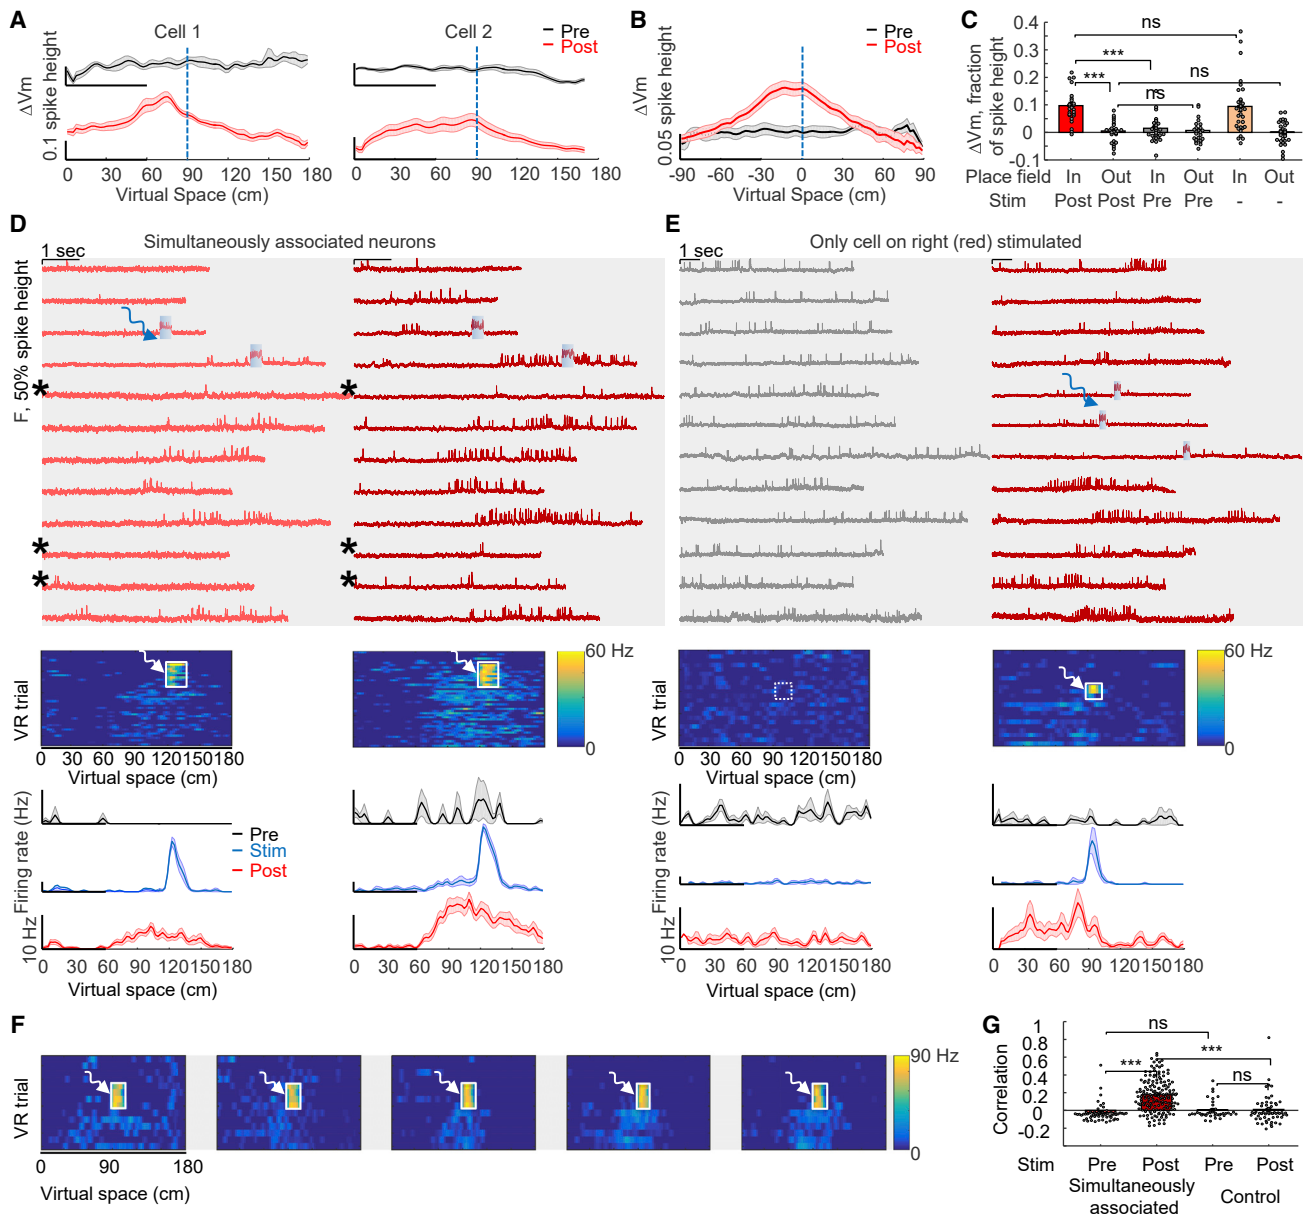 A
Cell 1
Cell 2
Pre
Post
ΔVm
0.1 spike height
0 30 60 90 120 150 180
Virtual Space (cm)
0 30 60 90 120 150 180
B
Pre
Post
ΔVm
0.05 spike height
-90 -60 -30 0 30 60 90
Virtual Space (cm)
C
ΔVm, fraction
of spike height
0.4
0.3
0.2
0.1
0
-0.1
ns
***
*** ns
ns
Place field In Out In Out In Out
Stim Post Post Pre Pre - -
D
Simultaneously associated neurons
1 sec
F, 50% spike height
* *
* *
* *
VR trial
60 Hz
0
0 30 60 90 120 150 180
Virtual space (cm)
Firing rate (Hz)
10 Hz
Pre
Stim
Post
0 30 60 90 120 150 180
Virtual space (cm)
0 30 60 90 120 150 180
Virtual space (cm)
E
Only cell on right (red) stimulated
1 sec
VR trial
60 Hz
0
0 30 60 90 120 150 180
Virtual space (cm)
Firing rate (Hz)
10 Hz
0 30 60 90 120 150 180
Virtual space (cm)
0 30 60 90 120 150 180
Virtual space (cm)
F
VR trial
90 Hz
0
0 90 180
Virtual space (cm)
G
Correlation
1
0.8
0.6
0.4
0.2
0
-0.2
ns
*** ***
ns
Stim Pre Post Pre Post
Simultaneously
associated
Control